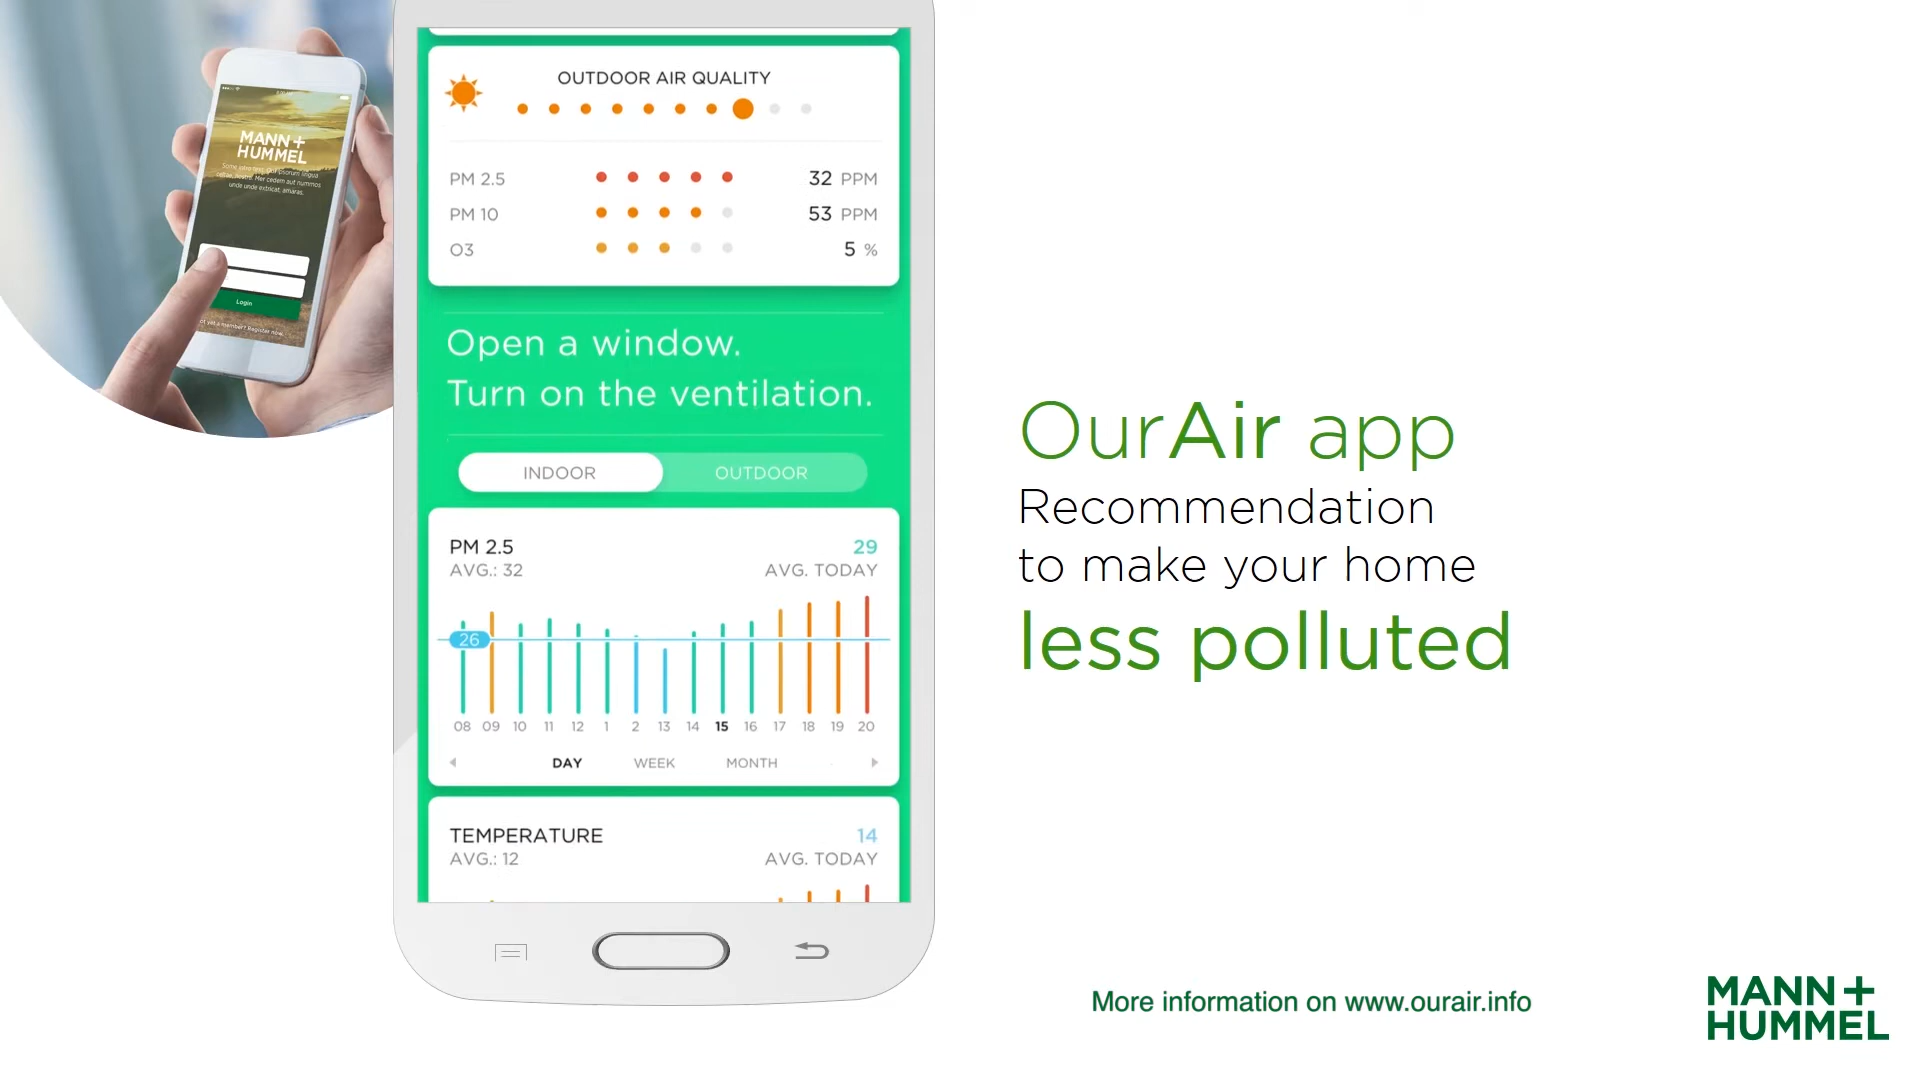 MANN+
HUMMEL
Login
OUTDOOR AIR QUALITY
PM 2.5 32 PPM
PM 10 53 PPM
O3 5 %
Open a window.
Turn on the ventilation.
INDOOR OUTDOOR
PM 2.5 29
AVG.: 32 AVG. TODAY
26
08 09 10 11 12 1 2 13 14 15 16 17 18 19 20
DAY WEEK MONTH
TEMPERATURE 14
AVG.: 12 AVG. TODAY
OurAir app
Recommendation
to make your home
less polluted
More information on www.ourair.info
MANN+
HUMMEL